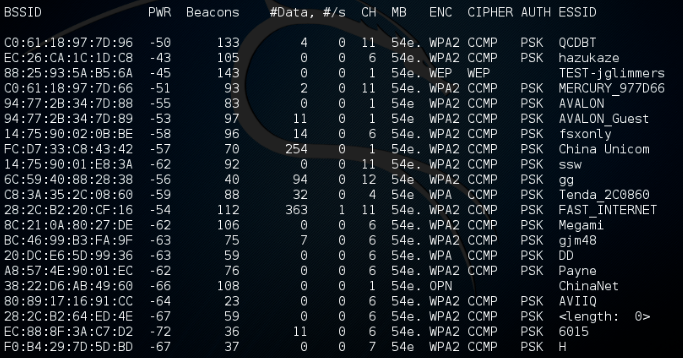 BSSID PWR Beacons #Data, #/s CH MB ENC CIPHER AUTH ESSID
C0:61:18:97:7D:96 -50 133 4 0 11 54e. WPA2 CCMP PSK QCDBT
EC:26:CA:1C:1D:C8 -43 105 0 0 6 54e. WPA2 CCMP PSK hazukaze
88:25:93:5A:B5:6A -45 143 0 0 1 54e. WEP WEP TEST-jglimmers
C0:61:18:97:7D:66 -51 93 2 0 11 54e. WPA2 CCMP PSK MERCURY_977D66
94:77:2B:34:7D:88 -55 83 0 0 1 54e WPA2 CCMP PSK AVALON
94:77:2B:34:7D:89 -53 97 11 0 1 54e WPA2 CCMP PSK AVALON_Guest
14:75:90:02:0B:BE -58 96 14 0 6 54e. WPA2 CCMP PSK fsxonly
FC:D7:33:C8:43:42 -57 70 254 0 1 54e. WPA2 CCMP PSK China Unicom
14:75:90:01:E8:3A -62 92 0 0 11 54e. WPA2 CCMP PSK ssw
6C:59:40:88:28:38 -56 40 94 0 12 54e. WPA2 CCMP PSK gg
C8:3A:35:2C:08:60 -59 88 32 0 4 54e WPA CCMP PSK Tenda_2C0860
28:2C:B2:20:CF:16 -54 112 363 1 11 54e. WPA2 CCMP PSK FAST_INTERNET
8C:21:0A:80:27:DE -62 106 0 0 6 54e. WPA2 CCMP PSK Megami
BC:46:99:B3:FA:9F -63 75 7 0 6 54e. WPA2 CCMP PSK gjm48
20:DC:E6:5D:99:36 -63 59 0 0 6 54e. WPA CCMP PSK DD
A8:57:4E:90:01:EC -62 76 0 0 6 54e. WPA2 CCMP PSK Payne
38:22:D6:AB:49:60 -66 108 0 0 1 54e. OPN ChinaNet
80:89:17:16:91:CC -64 23 0 0 6 54e. WPA2 CCMP PSK AVIIQ
28:2C:B2:64:ED:4E -67 59 0 0 6 54e. WPA2 CCMP PSK <length: 0>
EC:88:8F:3A:C7:D2 -72 36 11 0 6 54e. WPA2 CCMP PSK 6015
F0:B4:29:7D:5D:BD -67 37 0 0 7 54e WPA2 CCMP PSK H